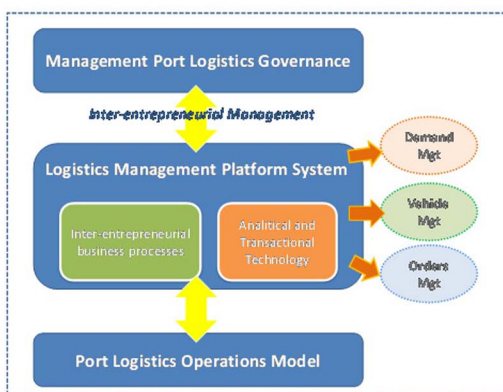 Management Port Logistics Governance
Inter-entrepreneurial Management
Logistics Management Platform System
Inter-entrepreneurial
business processes
Analitical and
Transactional
Technology
Demand
Mgt
Vehicle
Mgt
Orders
Mgt
Port Logistics Operations Model